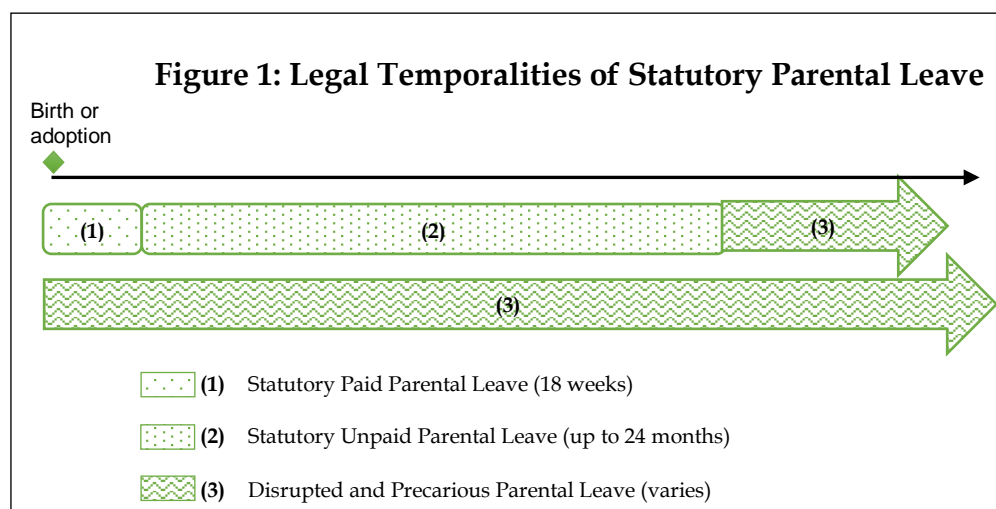 Figure 1: Legal Temporalities of Statutory Parental Leave
Birth or
adoption
(1)
(2)
(3)
(3)
(1) Statutory Paid Parental Leave (18 weeks)
(2) Statutory Unpaid Parental Leave (up to 24 months)
(3) Disrupted and Precarious Parental Leave (varies)